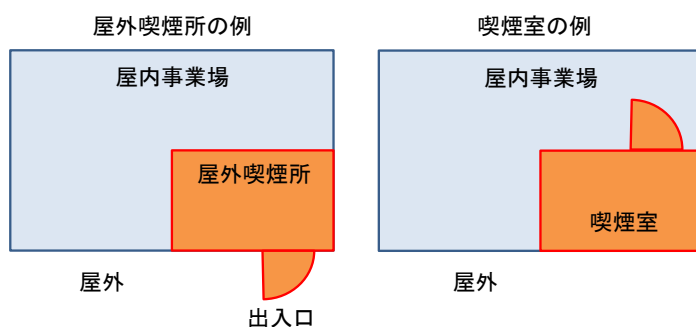 屋外喫煙所の例
屋内事業場
屋外喫煙所
屋外
出入口
喫煙室の例
屋内事業場
喫煙室
屋外